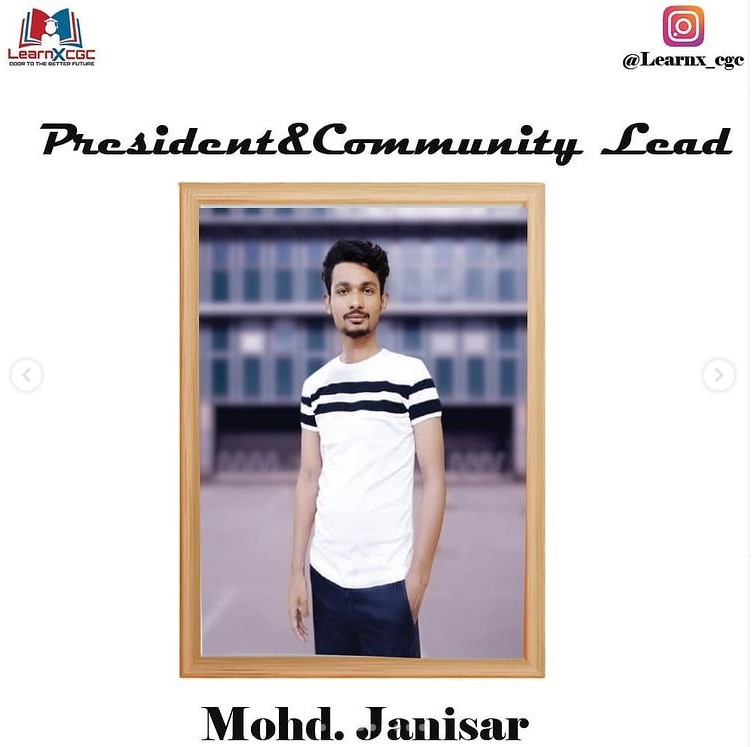 LearnXCGC
DOOR TO THE BETTER FUTURE
@Learnx_cgc
President&Community Lead
Mohd. Janisar